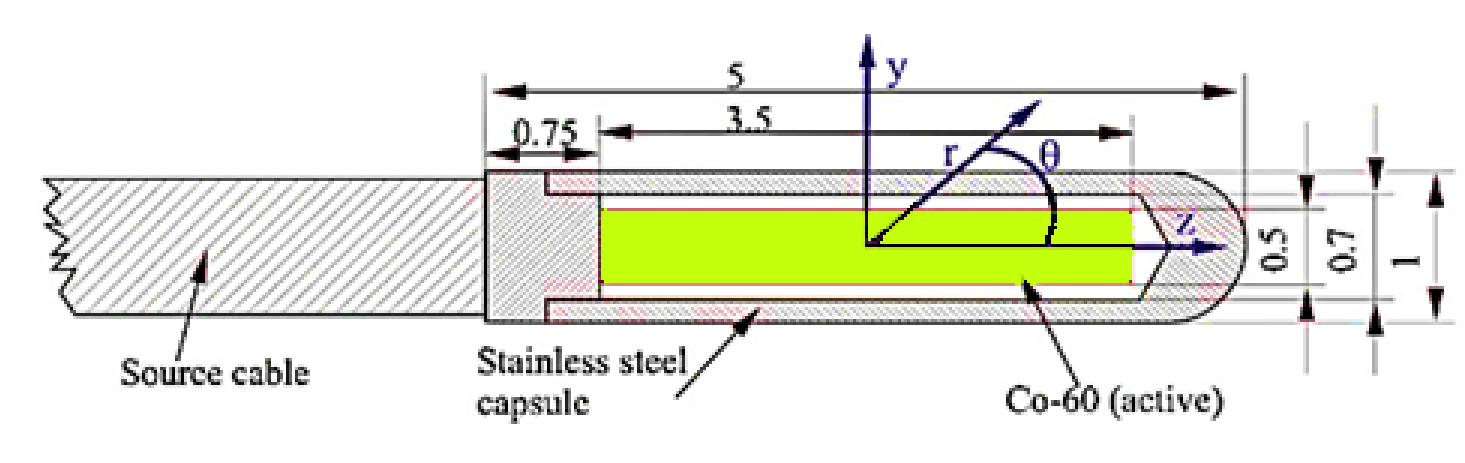 5
y
3.5
0.75
r
θ
z
0.5
0.7
1
Source cable
Stainless steel
capsule
Co-60 (active)